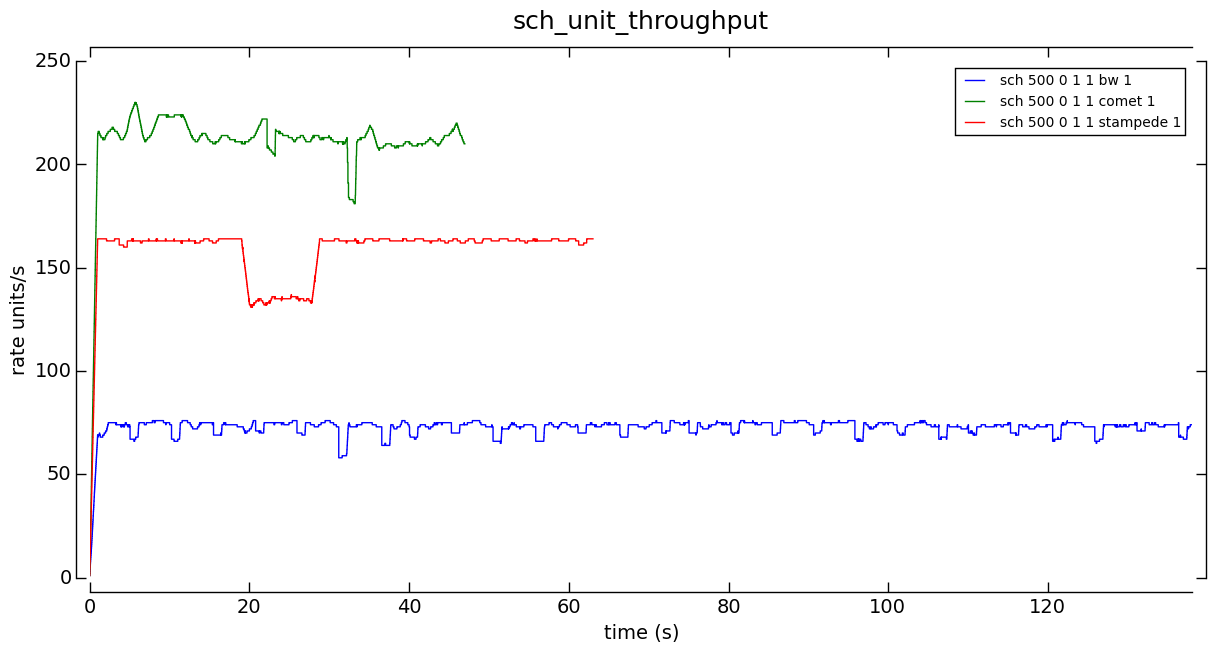 sch_unit_throughput
250
200
150
100
50
0
rate units/s
sch 500 0 1 1 bw 1
sch 500 0 1 1 comet 1
sch 500 0 1 1 stampede 1
0 20 40 60 80 100 120
time (s)